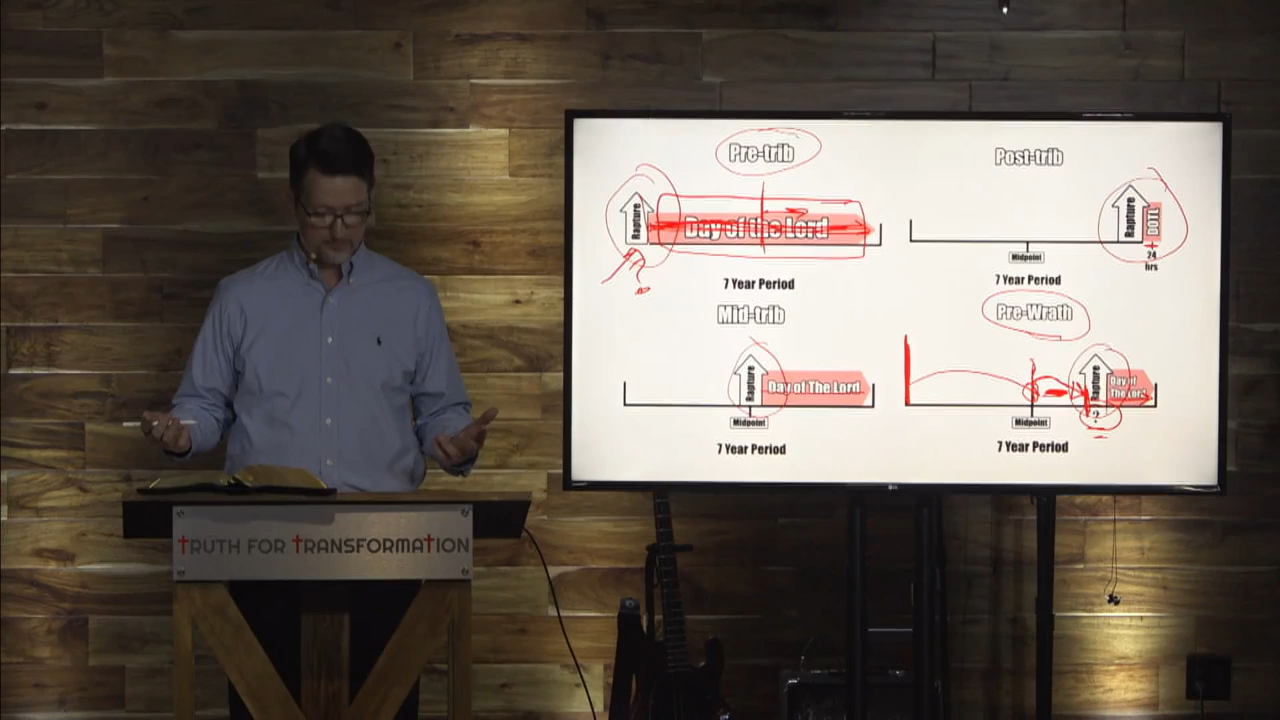 Pre-trib
Rapture
Day of the Lord
7 Year Period
Post-trib
Rapture
DOTL
24
hrs
Midpoint
7 Year Period
Mid-trib
Rapture
Day of The Lord
Midpoint
7 Year Period
Pre-Wrath
Rapture
Day of
The Lord
?
Midpoint
7 Year Period
LG
TRUTH FOR TRANSFORMATION